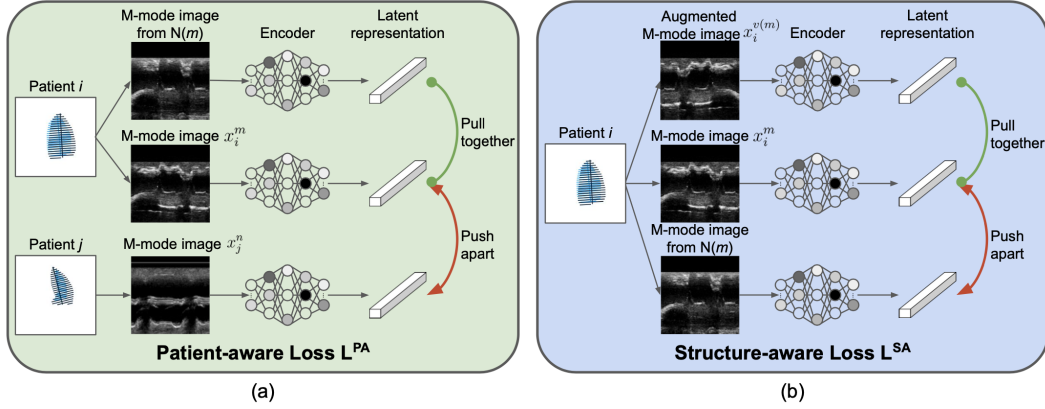 M-mode image
from N(m)
Encoder
Latent
representation
Patient i
M-mode image x_i^m
Pull
together
Patient j
M-mode image x_j^n
Push
apart
Patient-aware Loss L^PA
(a)
Augmented
M-mode image x_i^v(m)
Encoder
Latent
representation
Patient i
M-mode image x_i^m
Pull
together
M-mode image
from N(m)
Push
apart
Structure-aware Loss L^SA
(b)